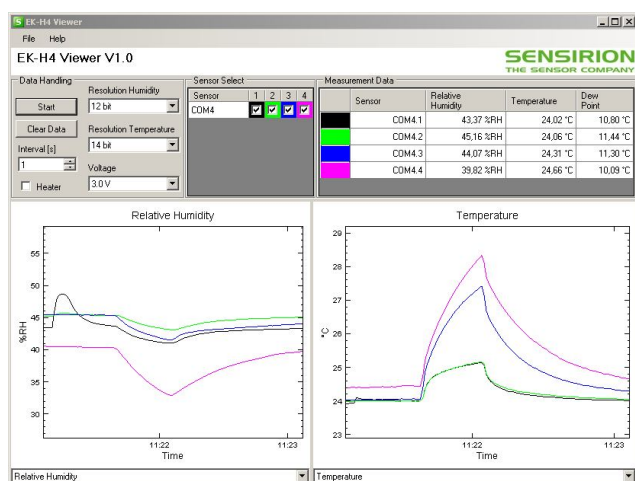 EK-H4 Viewer
File Help
EK-H4 Viewer V1.0
SENSIRION
THE SENSOR COMPANY
Data Handling
Start
Clear Data
Interval [s]
1
Heater
Resolution Humidity
12 bit
Resolution Temperature
14 bit
Voltage
3.0 V
Sensor Select
Sensor 1 2 3 4
COM4
Measurement Data
Sensor Relative Humidity Temperature Dew Point
COM4.1 43,37 %RH 24,02 °C 10,80 °C
COM4.2 45,16 %RH 24,06 °C 11,44 °C
COM4.3 44,07 %RH 24,31 °C 11,30 °C
COM4.4 39,82 %RH 24,66 °C 10,09 °C
Relative Humidity
55
50
45
40
35
30
%RH
11:22 11:23
Time
Relative Humidity
Temperature
29
28
27
26
25
24
23
°C
11:22 11:23
Time
Temperature